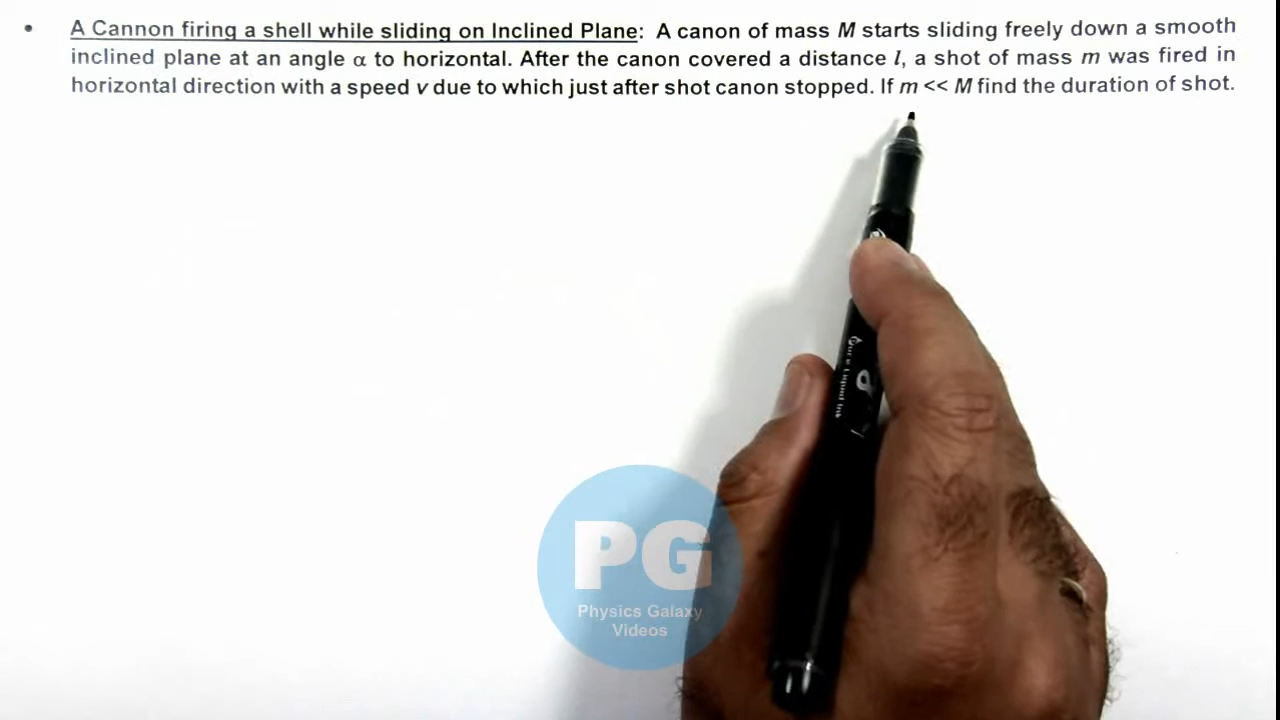 • A Cannon firing a shell while sliding on Inclined Plane: A canon of mass M starts sliding freely down a smooth
inclined plane at an angle α to horizontal. After the canon covered a distance l, a shot of mass m was fired in
horizontal direction with a speed v due to which just after shot canon stopped. If m << M find the duration of shot.
PG
Physics Galaxy
Videos